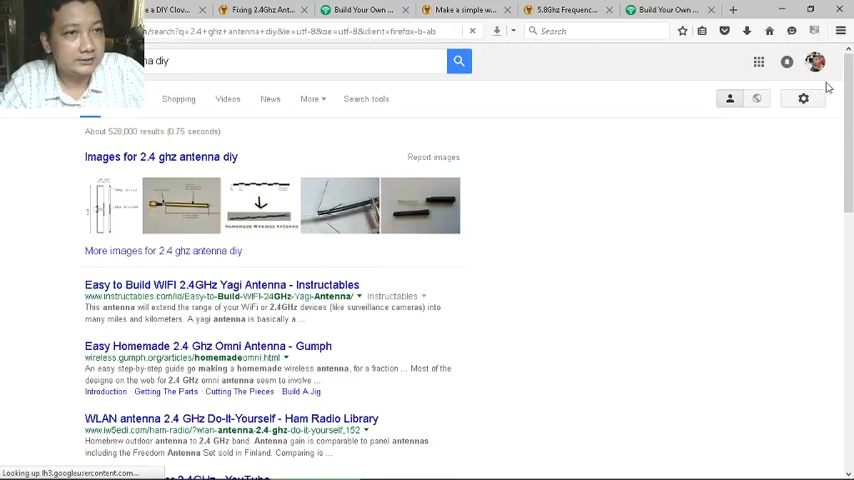 e a DIY Clov...
Fixing 2.4Ghz Ant...
Build Your Own ...
Make a simple w...
5.8Ghz Frequenc...
Build Your Own ...
m/search?q=2.4+ghz+antenna+diy&ie=utf-8&oe=utf-8&client=firefox-b-ab
Search
na diy
Shopping
Videos
News
More
Search tools
About 528,000 results (0.75 seconds)
Images for 2.4 ghz antenna diy
Report images
Homemade Wireless Antenna
More images for 2.4 ghz antenna diy
Easy to Build WIFI 2.4GHz Yagi Antenna - Instructables
www.instructables.com/id/Easy-to-Build-WIFI-24GHz-Yagi-Antenna/ Instructables
This antenna will extend the range of your WiFi or 2.4GHz devices (like surveillance cameras) into
many miles and kilometers. A yagi antenna is basically a ...
Easy Homemade 2.4 Ghz Omni Antenna - Gumph
wireless.gumph.org/articles/homemadeomni.html
An easy step-by-step guide go making a homemade wireless antenna, for a fraction ... Most of the
designs on the web for 2.4 GHz omni antenna seem to involve ...
Introduction · Getting The Parts · Cutting The Pieces · Build A Jig
WLAN antenna 2.4 GHz Do-It-Yourself - Ham Radio Library
www.iw5edi.com/ham-radio/?wlan-antenna-2.4-ghz-do-it-yourself,152
Homebrew outdoor antenna to 2.4 GHz band. Antenna gain is comparable to panel antennas
including the Freedom Antenna Set sold in Finland. Comparing is ...
Looking up lh3.googleusercontent.com...